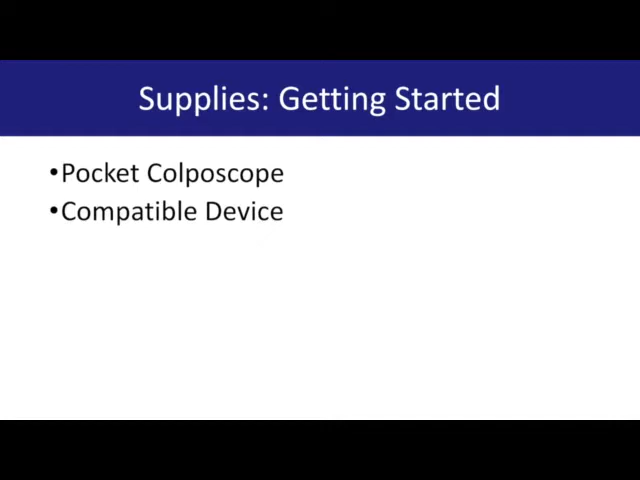 Supplies: Getting Started
•Pocket Colposcope
•Compatible Device